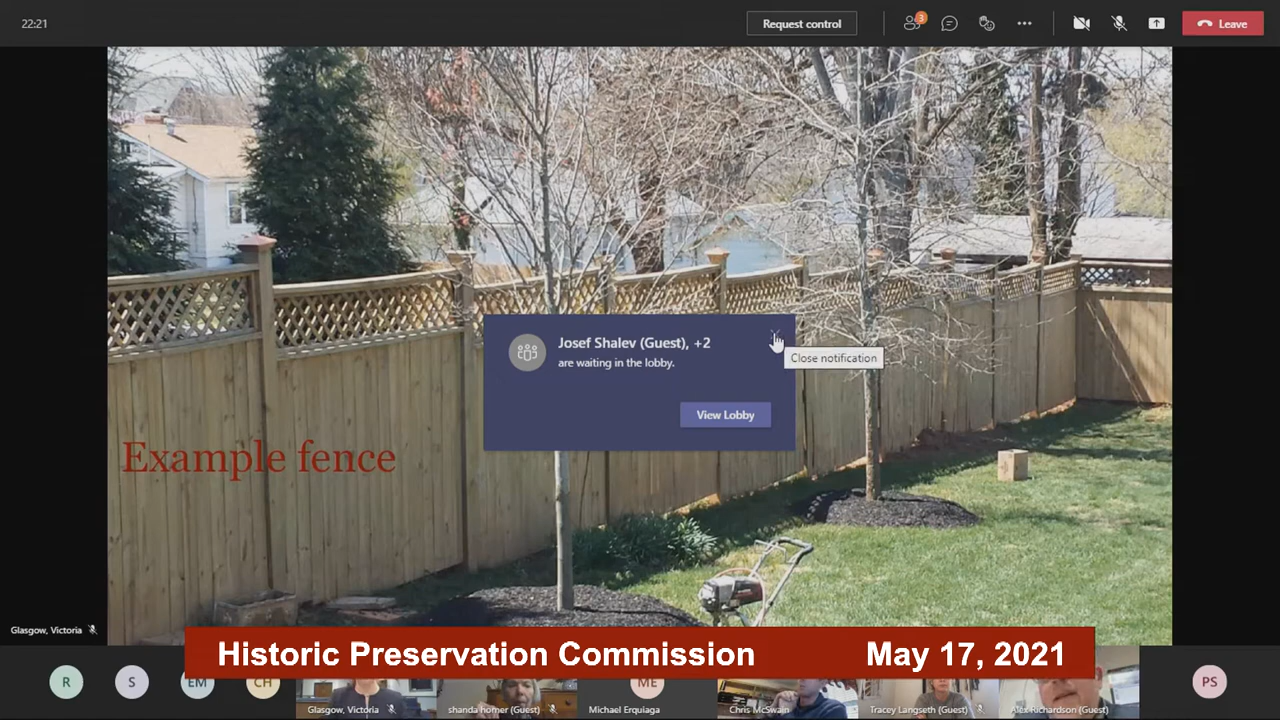 22:21
Request control
3
Leave
Josef Shalev (Guest), +2
are waiting in the lobby.
Close notification
View Lobby
Example fence
Glasgow, Victoria
Historic Preservation Commission May 17, 2021
R
S
EM
CH
ME
PS
Glasgow, Victoria
shanda horner (Guest)
Michael Erquiaga
Chris McSwain
Tracey Langseth (Guest)
Alex Richardson (Guest)